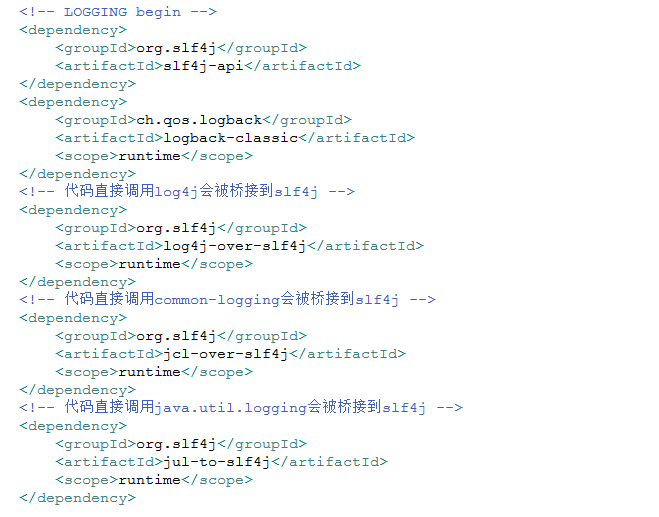 <!-- LOGGING begin -->
<dependency>
    <groupId>org.slf4j</groupId>
    <artifactId>slf4j-api</artifactId>
</dependency>
<dependency>
    <groupId>ch.qos.logback</groupId>
    <artifactId>logback-classic</artifactId>
    <scope>runtime</scope>
</dependency>
<!-- 代码直接调用log4j会被桥接到slf4j -->
<dependency>
    <groupId>org.slf4j</groupId>
    <artifactId>log4j-over-slf4j</artifactId>
    <scope>runtime</scope>
</dependency>
<!-- 代码直接调用common-logging会被桥接到slf4j -->
<dependency>
    <groupId>org.slf4j</groupId>
    <artifactId>jcl-over-slf4j</artifactId>
    <scope>runtime</scope>
</dependency>
<!-- 代码直接调用java.util.logging会被桥接到slf4j -->
<dependency>
    <groupId>org.slf4j</groupId>
    <artifactId>jul-to-slf4j</artifactId>
    <scope>runtime</scope>
</dependency>